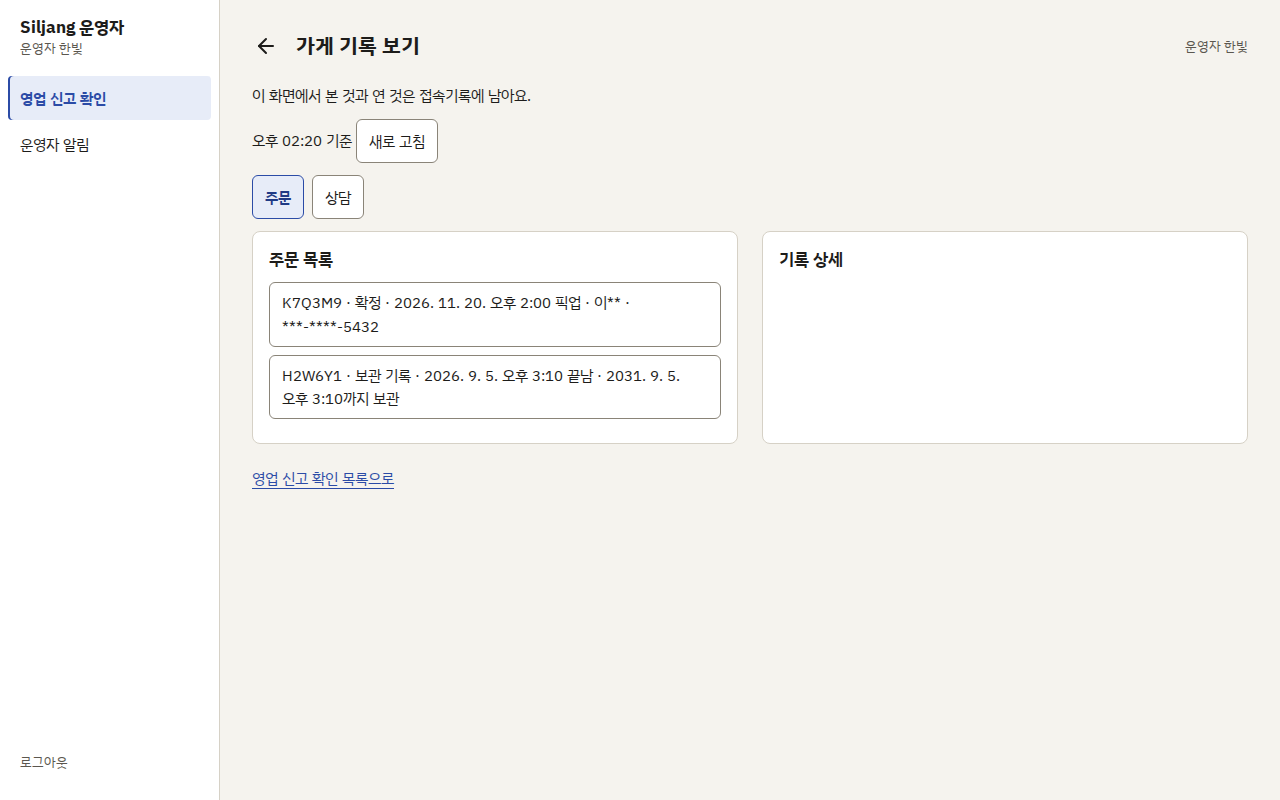 Siljang 운영자
운영자 한빛
영업 신고 확인
운영자 알림
로그아웃
가게 기록 보기
운영자 한빛
이 화면에서 본 것과 연 것은 접속기록에 남아요.
오후 02:20 기준 새로 고침
주문 상담
주문 목록
K7Q3M9 · 확정 · 2026. 11. 20. 오후 2:00 픽업 · 이** ·
***-****-5432
H2W6Y1 · 보관 기록 · 2026. 9. 5. 오후 3:10 끝남 · 2031. 9. 5.
오후 3:10까지 보관
기록 상세
영업 신고 확인 목록으로